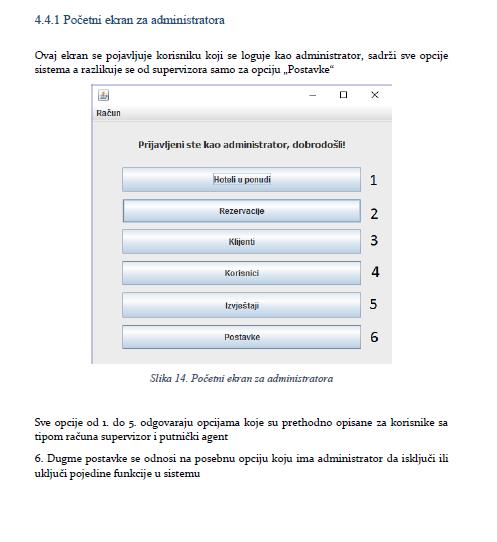 4.4.1 Početni ekran za administratora
Ovaj ekran se pojavljuje korisniku koji se loguje kao administrator, sadrži sve opcije
sistema a razlikuje se od supervizora samo za opciju „Postavke“
Račun
Prijavljeni ste kao administrator, dobrodošli!
Hoteli u ponudi 1
Rezervacije 2
Klijenti 3
Korisnici 4
Izvještaji 5
Postavke 6
Slika 14. Početni ekran za administratora
Sve opcije od 1. do 5. odgovaraju opcijama koje su prethodno opisane za korisnike sa
tipom računa supervizor i putnički agent
6. Dugme postavke se odnosi na posebnu opciju koju ima administrator da isključi ili
uključi pojedine funkcije u sistemu